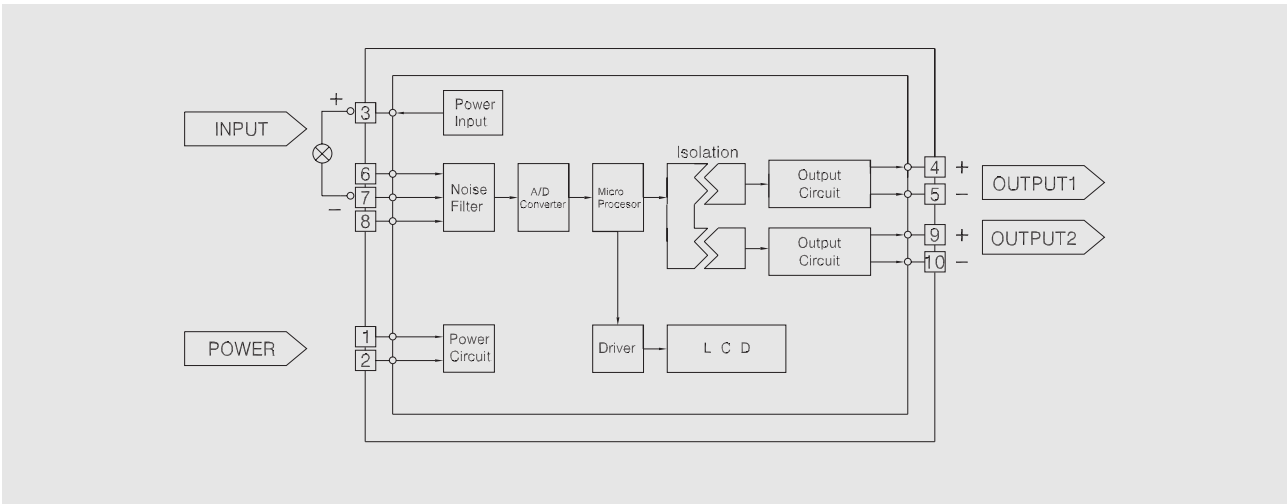 INPUT
+
3
Power
Input
6
7
8
−
Noise
Filter
A/D
Converter
Micro
Procesor
Isolation
Output
Circuit
4 +
5 −
OUTPUT1
Output
Circuit
9 +
10 −
OUTPUT2
POWER
1
2
Power
Circuit
Driver
L C D